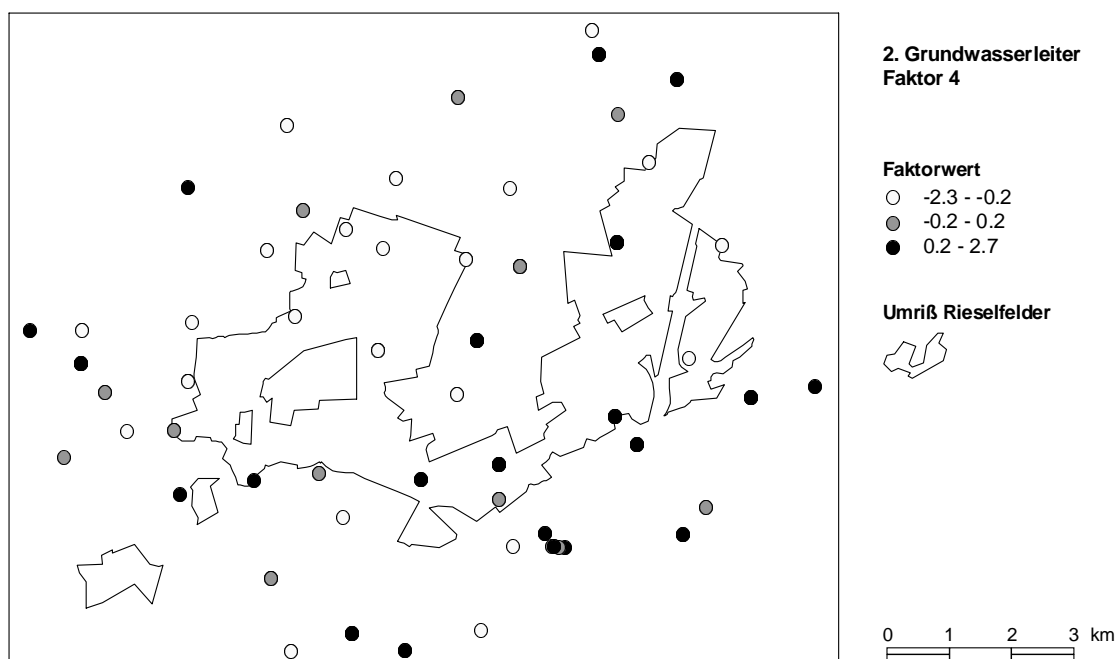 2. Grundwasserleiter
Faktor 4
Faktorwert
-2.3 - -0.2
-0.2 - 0.2
0.2 - 2.7
Umriß Rieselfelder
0 1 2 3 km